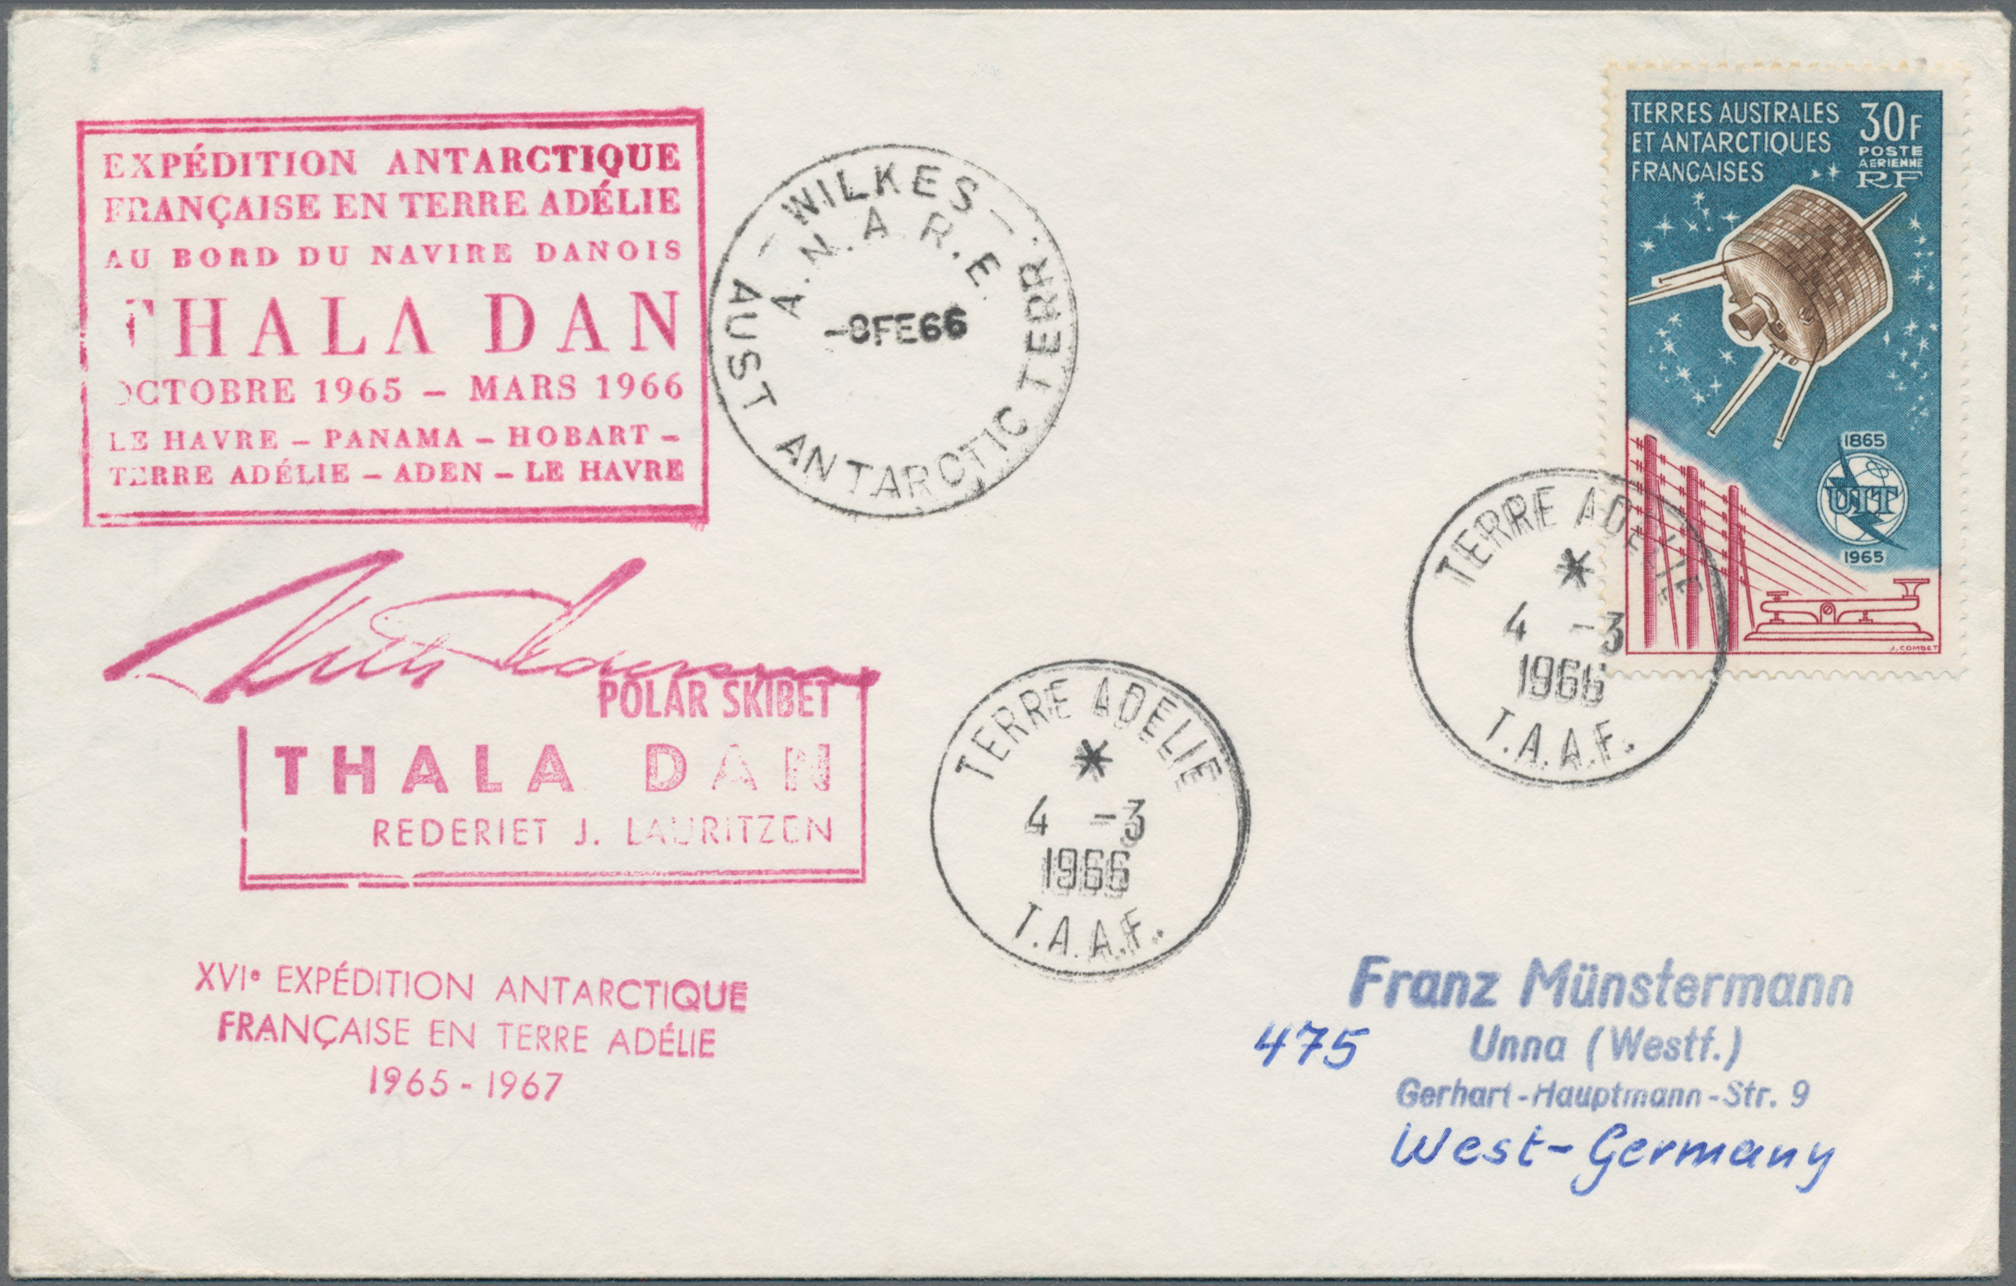 EXPÉDITION ANTARCTIQUE
FRANÇAISE EN TERRE ADÉLIE
AU BORD DU NAVIRE DANOIS
THALA DAN
OCTOBRE 1965 – MARS 1966
LE HAVRE – PANAMA – HOBART –
TERRE ADÉLIE – ADEN – LE HAVRE
– WILKES –
A.N.A.R.E.
-8FE66
AUST ANTARCTIC TERR.
TERRES AUSTRALES
ET ANTARCTIQUES
FRANÇAISES
30F
POSTE
AERIENNE
RF
1865
UIT
1965
J. COMBET
TERRE ADELIE
*
4 -3
1966
T.A.A.F.
POLAR SKIBET
THALA DAN
REDERIET J. LAURITZEN
TERRE ADELIE
*
4 -3
1966
T.A.A.F.
XVIe EXPÉDITION ANTARCTIQUE
FRANÇAISE EN TERRE ADÉLIE
1965 - 1967
Franz Münstermann
475 Unna (Westf.)
Gerhart-Hauptmann-Str. 9
West-Germany